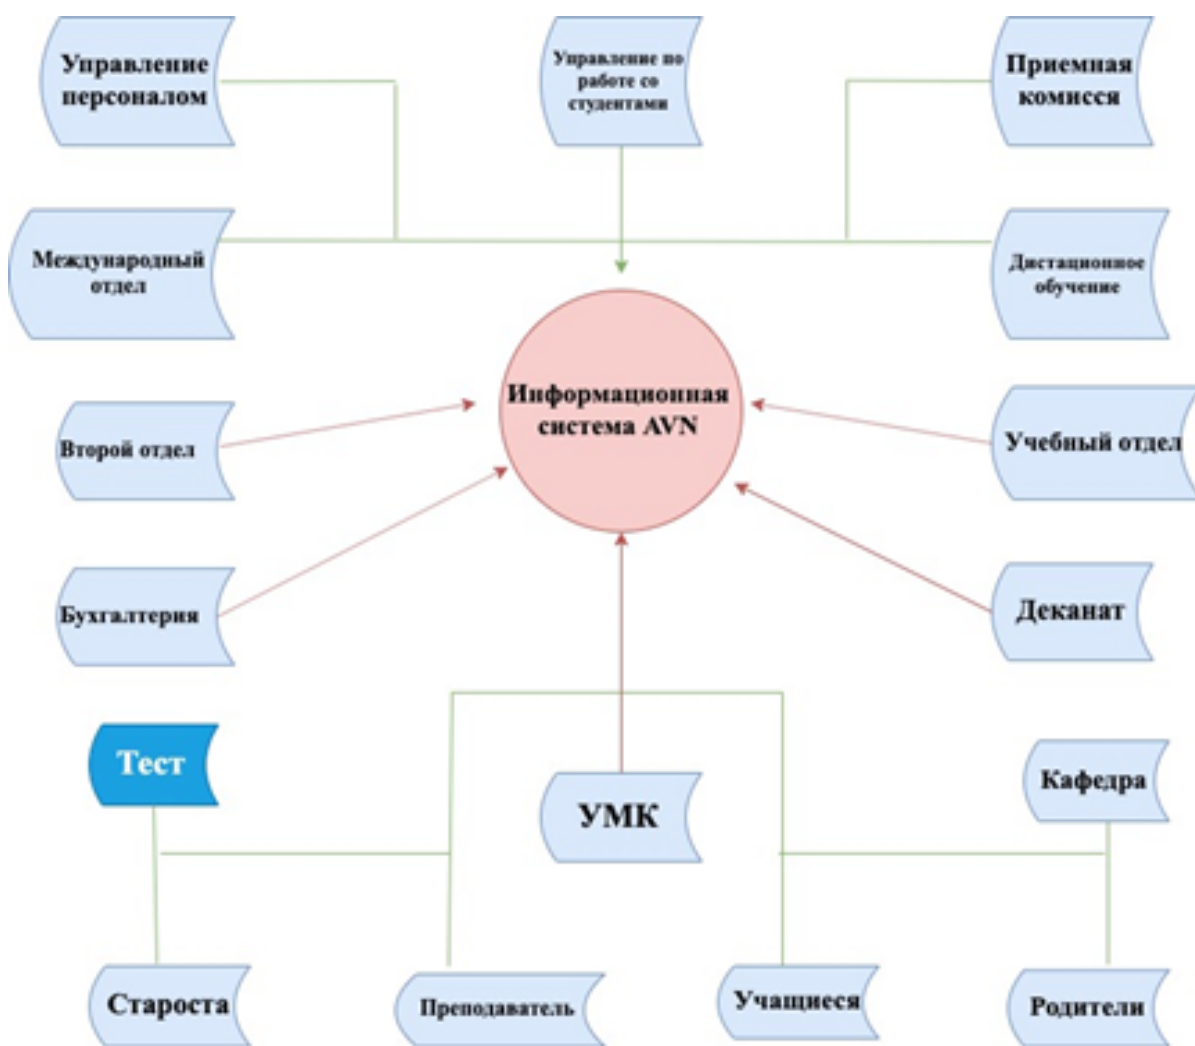 Управление
персоналом
Управление по
работе со
студентами
Приемная
комисся
Международный
отдел
Дистационное
обучение
Информационная
система AVN
Второй отдел
Учебный отдел
Бухгалтерия
Деканат
Тест
УМК
Кафедра
Староста
Преподаватель
Учащиеся
Родители